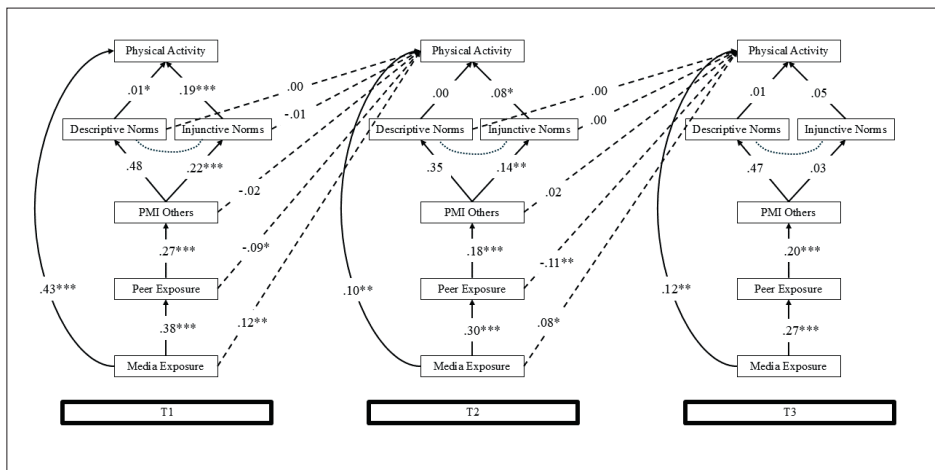 Physical Activity Physical Activity Physical Activity
.01* .19*** .00 .00 .08* .00 .01 .05
-.01 .00
Descriptive Norms Injunctive Norms Descriptive Norms Injunctive Norms Descriptive Norms Injunctive Norms
.48 .22*** .35 .14** .47 .03
-.02 .02
PMI Others PMI Others PMI Others
.27*** -.09* .18*** -.11** .20***
.43*** Peer Exposure .10** Peer Exposure .12** Peer Exposure
.38*** .12** .30*** .08* .27***
Media Exposure Media Exposure Media Exposure
T1 T2 T3